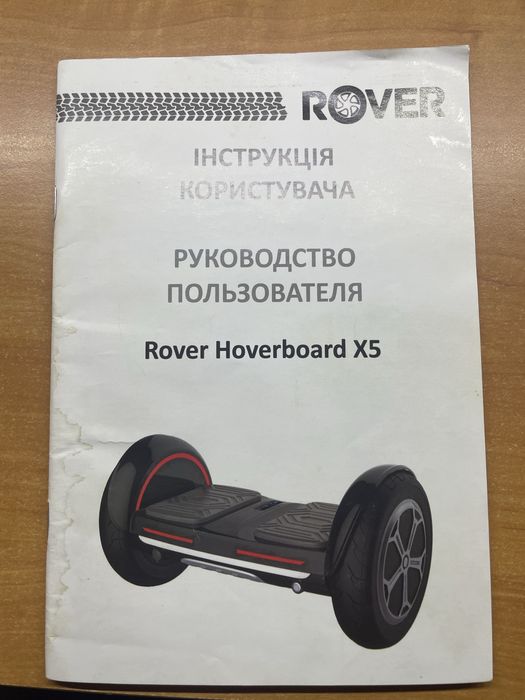 ROVER
ІНСТРУКЦІЯ
КОРИСТУВАЧА
РУКОВОДСТВО
ПОЛЬЗОВАТЕЛЯ
Rover Hoverboard X5